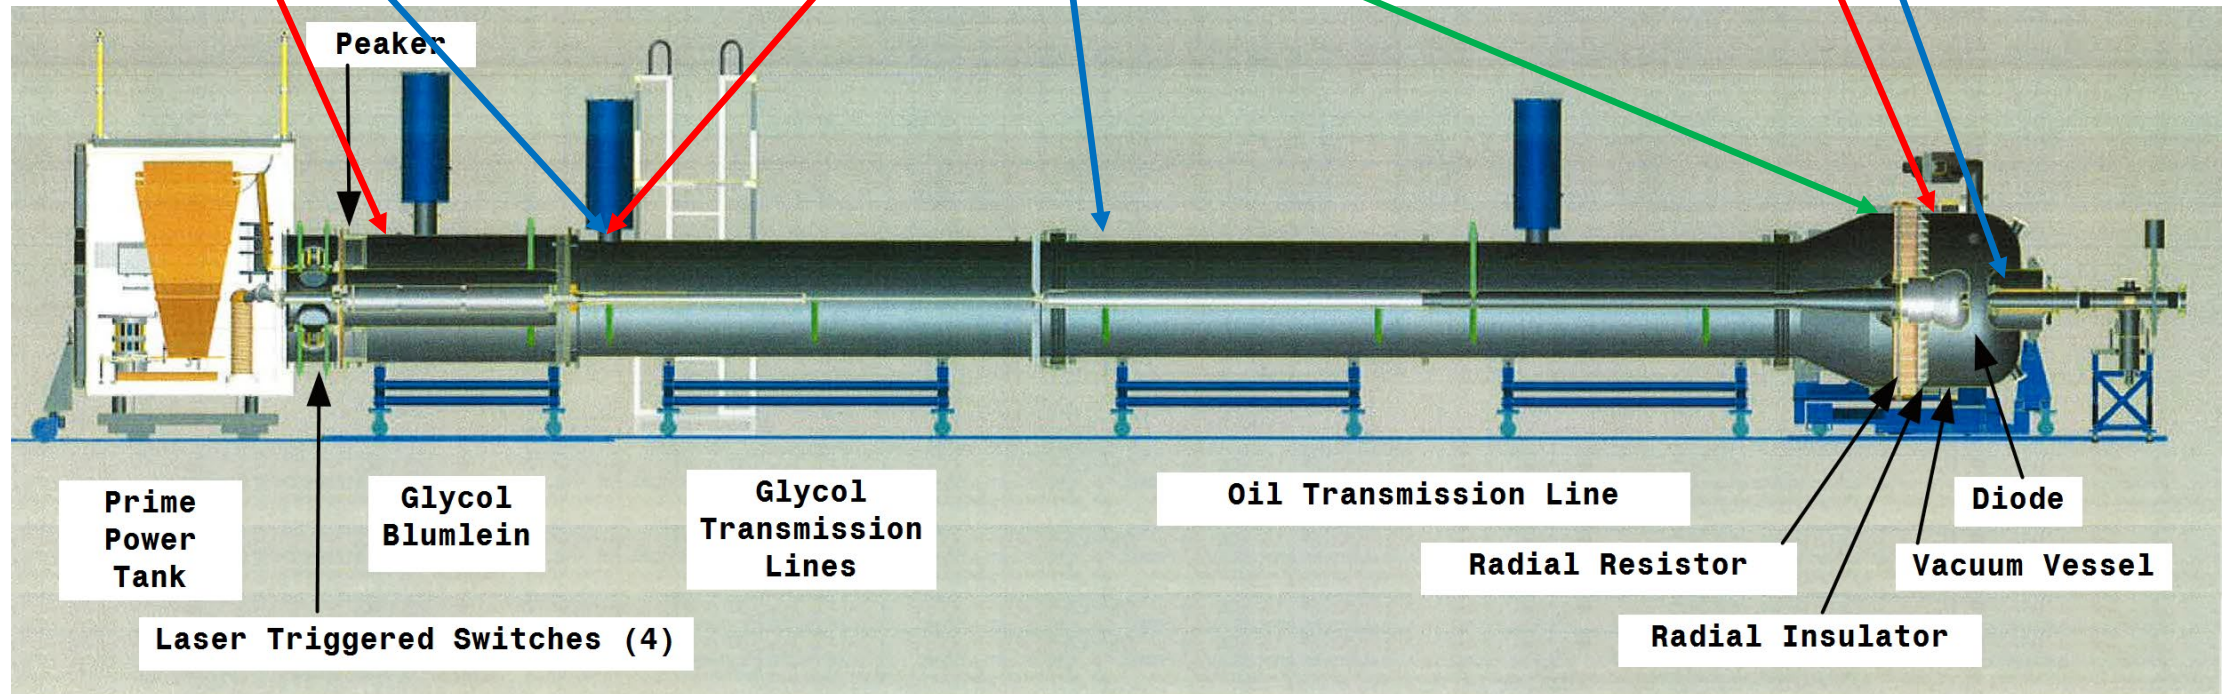 Peaker
Prime
Power
Tank
Glycol
Blumlein
Glycol
Transmission
Lines
Oil Transmission Line
Diode
Radial Resistor
Vacuum Vessel
Laser Triggered Switches (4)
Radial Insulator